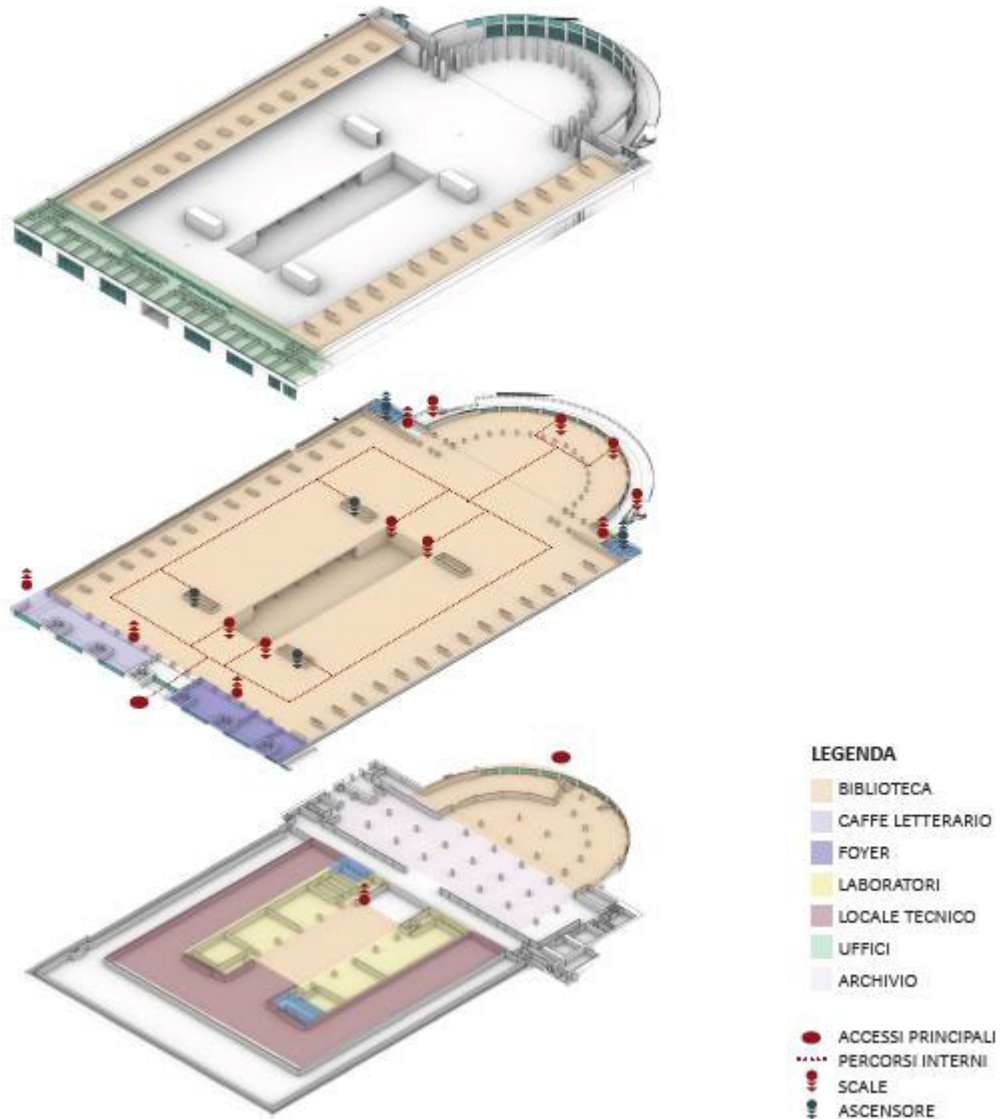 LEGENDA
BIBLIOTECA
CAFFE LETTERARIO
FOYER
LABORATORI
LOCALE TECNICO
UFFICI
ARCHIVIO
ACCESSI PRINCIPALI
PERCORSI INTERNI
SCALE
ASCENSORE